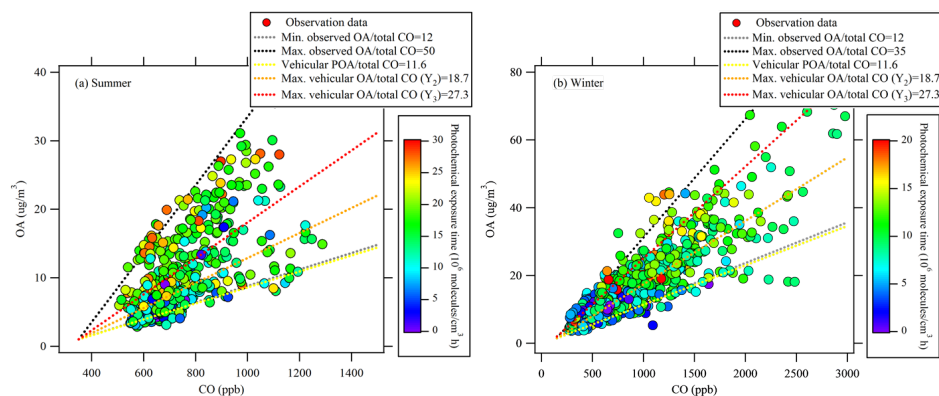 Observation data
Min. observed OA/total CO=12
Max. observed OA/total CO=50
Vehicular POA/total CO=11.6
Max. vehicular OA/total CO (Y2)=18.7
Max. vehicular OA/total CO (Y3)=27.3
(a) Summer
OA (ug/m3)
40
30
20
10
0
400
600
800
1000
1200
1400
CO (ppb)
30
25
20
15
10
5
0
Photochemical exposure time (10^6 molecules/cm^3 h)
Observation data
Min. observed OA/total CO=12
Max. observed OA/total CO=35
Vehicular POA/total CO=11.6
Max. vehicular OA/total CO (Y2)=18.7
Max. vehicular OA/total CO (Y3)=27.3
(b) Winter
OA (ug/m3)
80
60
40
20
0
0
500
1000
1500
2000
2500
3000
CO (ppb)
20
15
10
5
0
Photochemical exposure time (10^6 molecules/cm^3 h)